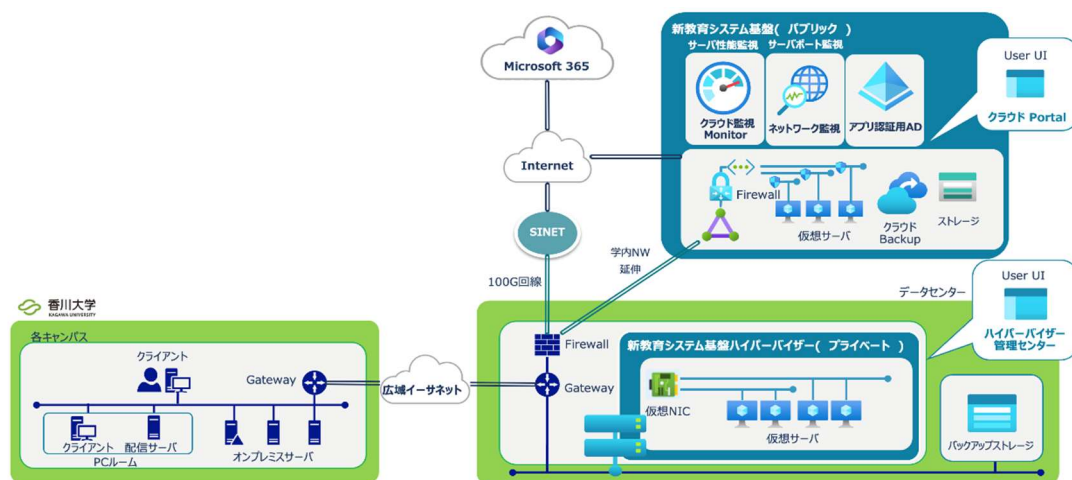 Microsoft 365
Internet
SINET
100G回線
学内NW
延伸
新教育システム基盤( パブリック )
サーバ性能監視
サーバポート監視
クラウド監視
Monitor
ネットワーク監視
アプリ認証用AD
User UI
クラウド Portal
Firewall
仮想サーバ
クラウド
Backup
ストレージ
香川大学
KAGAWA UNIVERSITY
各キャンパス
クライアント
Gateway
クライアント
配信サーバ
PCルーム
オンプレミスサーバ
広域イーサネット
データセンター
Firewall
Gateway
新教育システム基盤ハイパーバイザー( プライベート )
仮想NIC
仮想サーバ
User UI
ハイパーバイザー
管理センター
バックアップストレージ